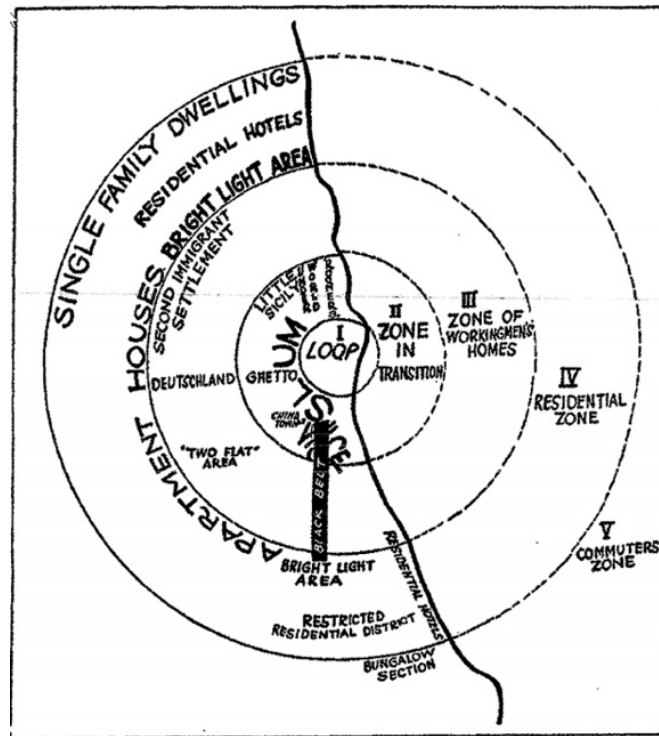 SINGLE FAMILY DWELLINGS
RESIDENTIAL HOTELS
BRIGHT LIGHT AREA
SECOND IMMIGRANT
SETTLEMENT
APARTMENT HOUSES
LITTLE
SICILY
UNDER
WORLD
ROOMERS
I
LOOP
II
ZONE
IN
TRANSITION
III
ZONE OF
WORKINGMEN'S
HOMES
IV
RESIDENTIAL
ZONE
V
COMMUTERS
ZONE
DEUTSCHLAND
GHETTO
SLUM
CHINA
TOWN
VICE
"TWO FLAT"
AREA
BLACK BELT
BRIGHT LIGHT
AREA
RESIDENTIAL HOTELS
RESTRICTED
RESIDENTIAL DISTRICT
BUNGALOW
SECTION